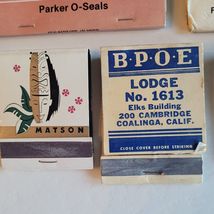 Parker O-Seals
MATSON
B·P·O·E
LODGE
No. 1613
Elks Building
200 CAMBRIDGE
COALINGA, CALIF.
CLOSE COVER BEFORE STRIKING